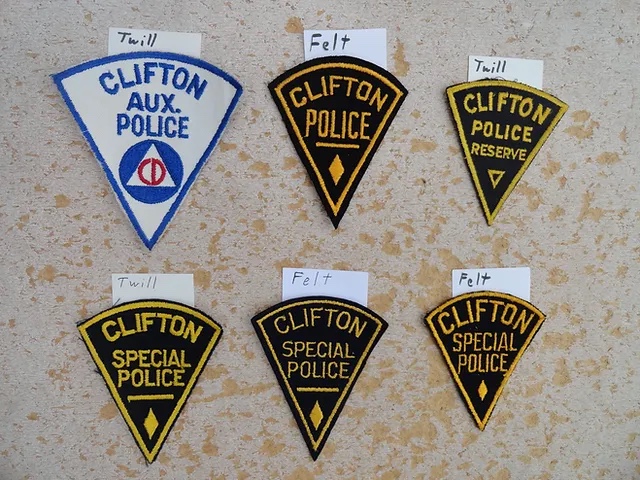 Twill
CLIFTON
AUX.
POLICE
CD
Felt
CLIFTON
POLICE
Twill
CLIFTON
POLICE
RESERVE
Twill
CLIFTON
SPECIAL
POLICE
Felt
CLIFTON
SPECIAL
POLICE
Felt
CLIFTON
SPECIAL
POLICE